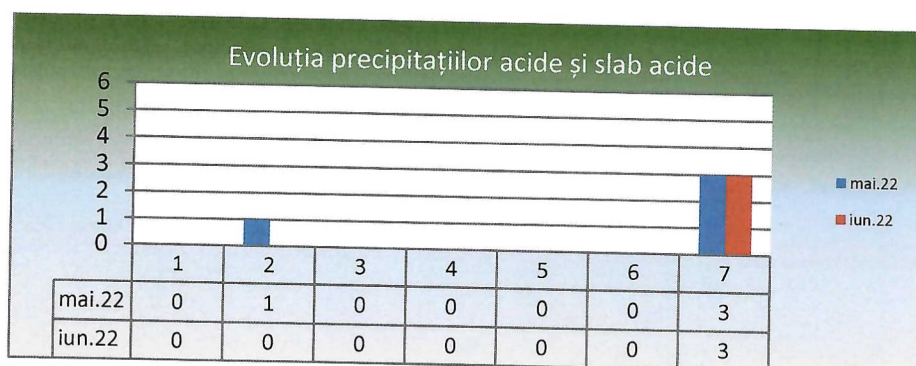 Evoluția precipitațiilor acide și slab acide
6
5
4
3
2
1
0
1 2 3 4 5 6 7
mai.22 0 1 0 0 0 0 3
iun.22 0 0 0 0 0 0 3
mai.22
iun.22